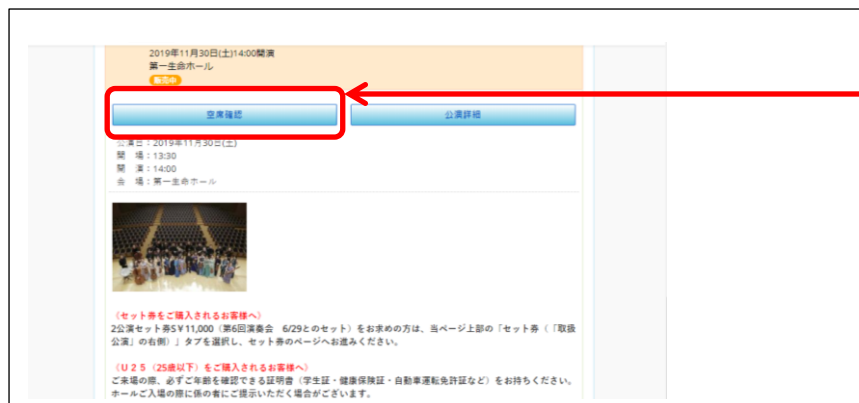 2019年11月30日(土)14:00開演
第一生命ホール
販売中
空席確認
公演詳細
公演日：2019年11月30日(土)
開　場：13:30
開　演：14:00
会　場：第一生命ホール
（セット券をご購入されるお客様へ）
2公演セット券S￥11,000（第6回演奏会　6/29とのセット）をお求めの方は、当ページ上部の「セット券（「取扱
公演」の右側）」タブを選択し、セット券のページへお進みください。
（U２５（25歳以下）をご購入されるお客様へ）
ご来場の際、必ずご年齢を確認できる証明書（学生証・健康保険証・自動車運転免許証など）をお持ちください。
ホールご入場の際に係の者にご提示いただく場合がございます。